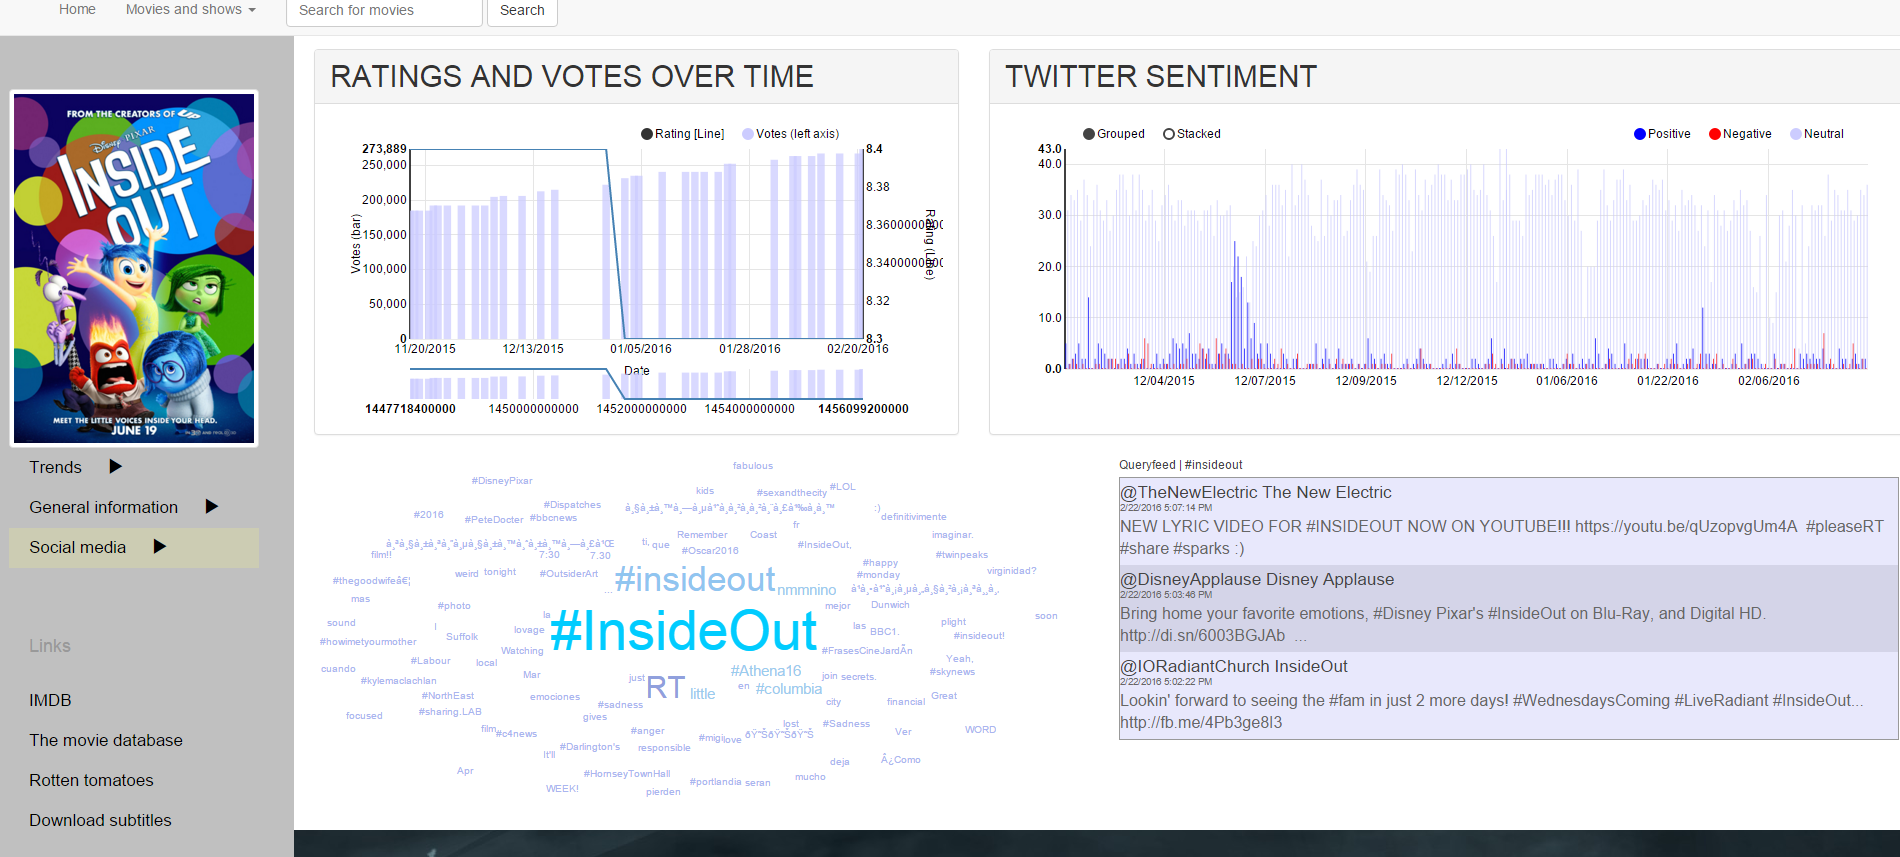 Home
Movies and shows
Search for movies
Search
FROM THE CREATORS OF UP
Disney PIXAR
INSIDE
OUT
MEET THE LITTLE VOICES INSIDE YOUR HEAD.
JUNE 19
Trends
General information
Social media
Links
IMDB
The movie database
Rotten tomatoes
Download subtitles
RATINGS AND VOTES OVER TIME
Rating [Line] Votes (left axis)
273,889
250,000
200,000
150,000
100,000
50,000
0
Votes (bar)
8.4
8.38
8.3600000000
8.3400000000
8.32
8.3
Rating (Line)
11/20/2015 12/13/2015 01/05/2016 01/28/2016 02/20/2016
Date
1447718400000 1450000000000 1452000000000 1454000000000 1456099200000
TWITTER SENTIMENT
Grouped Stacked
Positive Negative Neutral
43.0
40.0
30.0
20.0
10.0
0.0
12/04/2015 12/07/2015 12/09/2015 12/12/2015 01/06/2016 01/22/2016 02/06/2016
fabulous
#DisneyPixar
kids
#sexandthecity
#LOL
#Dispatches
:)
#2016
#PeteDocter
#bbcnews
fr
definitivimente
Remember
Coast
imaginar.
ti,
que
#Oscar2016
#InsideOut,
film!!
7:30
7.30
#twinpeaks
#happy
weird
tonight
#OutsiderArt
#insideout
#monday
virginidad?
#thegoodwifeâ€¦
...
nmmnino
mas
#photo
mejor
Dunwich
la
#InsideOut
soon
sound
l
lovage
las
BBC1.
plight
#howimetyourmother
Suffolk
#insideout!
Watching
#FrasesCineJardÃn
Yeah,
#Labour
local
cuando
#kylemaclachlan
Mar
just
RT
#Athena16
join
secrets.
#skynews
little
en
#columbia
#NorthEast
emociones
#sadness
city
financial
Great
focused
#sharing.LAB
gives
film,
#c4news
#anger
lost
#Sadness
Ver
WORD
#migi
love
ðŸ˜ŠðŸ˜ŠðŸ˜Š
It'll
#Darlington's
responsible
deja
Â¿Como
Apr
#HornseyTownHall
mucho
WEEK!
#portlandia
seran
pierden
Queryfeed | #insideout
@TheNewElectric The New Electric
2/22/2016 5:07:14 PM
NEW LYRIC VIDEO FOR #INSIDEOUT NOW ON YOUTUBE!!! https://youtu.be/qUzopvgUm4A #pleaseRT
#share #sparks :)
@DisneyApplause Disney Applause
2/22/2016 5:03:46 PM
Bring home your favorite emotions, #Disney Pixar's #InsideOut on Blu-Ray, and Digital HD.
http://di.sn/6003BGJAb ...
@IORadiantChurch InsideOut
2/22/2016 5:02:22 PM
Lookin' forward to seeing the #fam in just 2 more days! #WednesdaysComing #LiveRadiant #InsideOut...
http://fb.me/4Pb3ge8I3